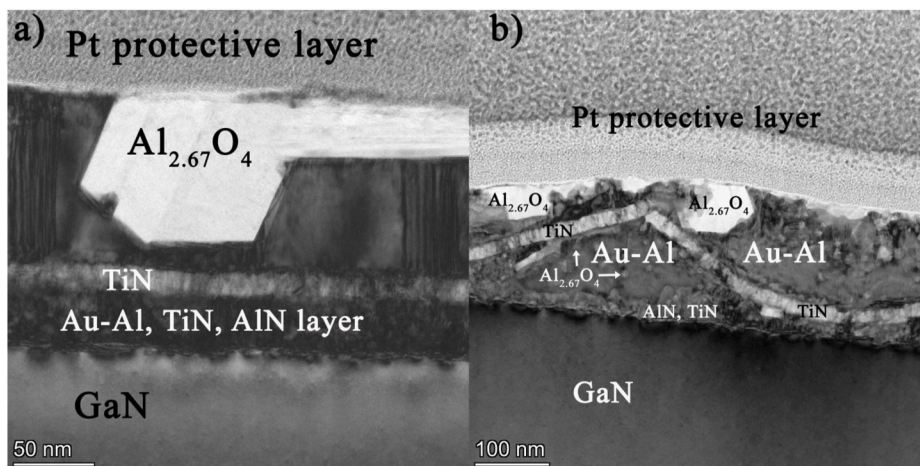 a)
Pt protective layer
Al2.67O4
TiN
Au-Al, TiN, AlN layer
GaN
50 nm
b)
Pt protective layer
Al2.67O4
Al2.67O4
TiN
Au-Al
Au-Al
Al2.67O4
AlN, TiN
TiN
GaN
100 nm